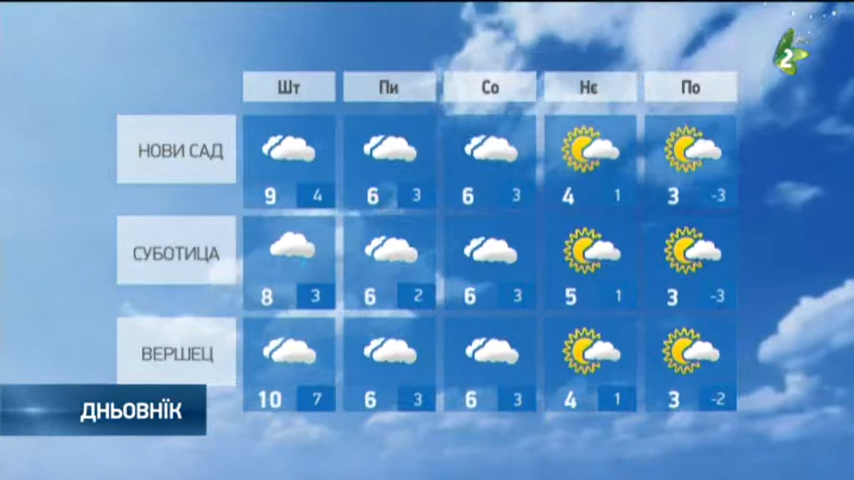 2
Шт Пи Со Нє По
НОВИ САД
9 4 6 3 6 3 4 1 3 -3
СУБОТИЦА
8 3 6 2 6 3 5 1 3 -3
ВЕРШЕЦ
10 7 6 3 6 3 4 1 3 -2
ДНЬОВНЇК